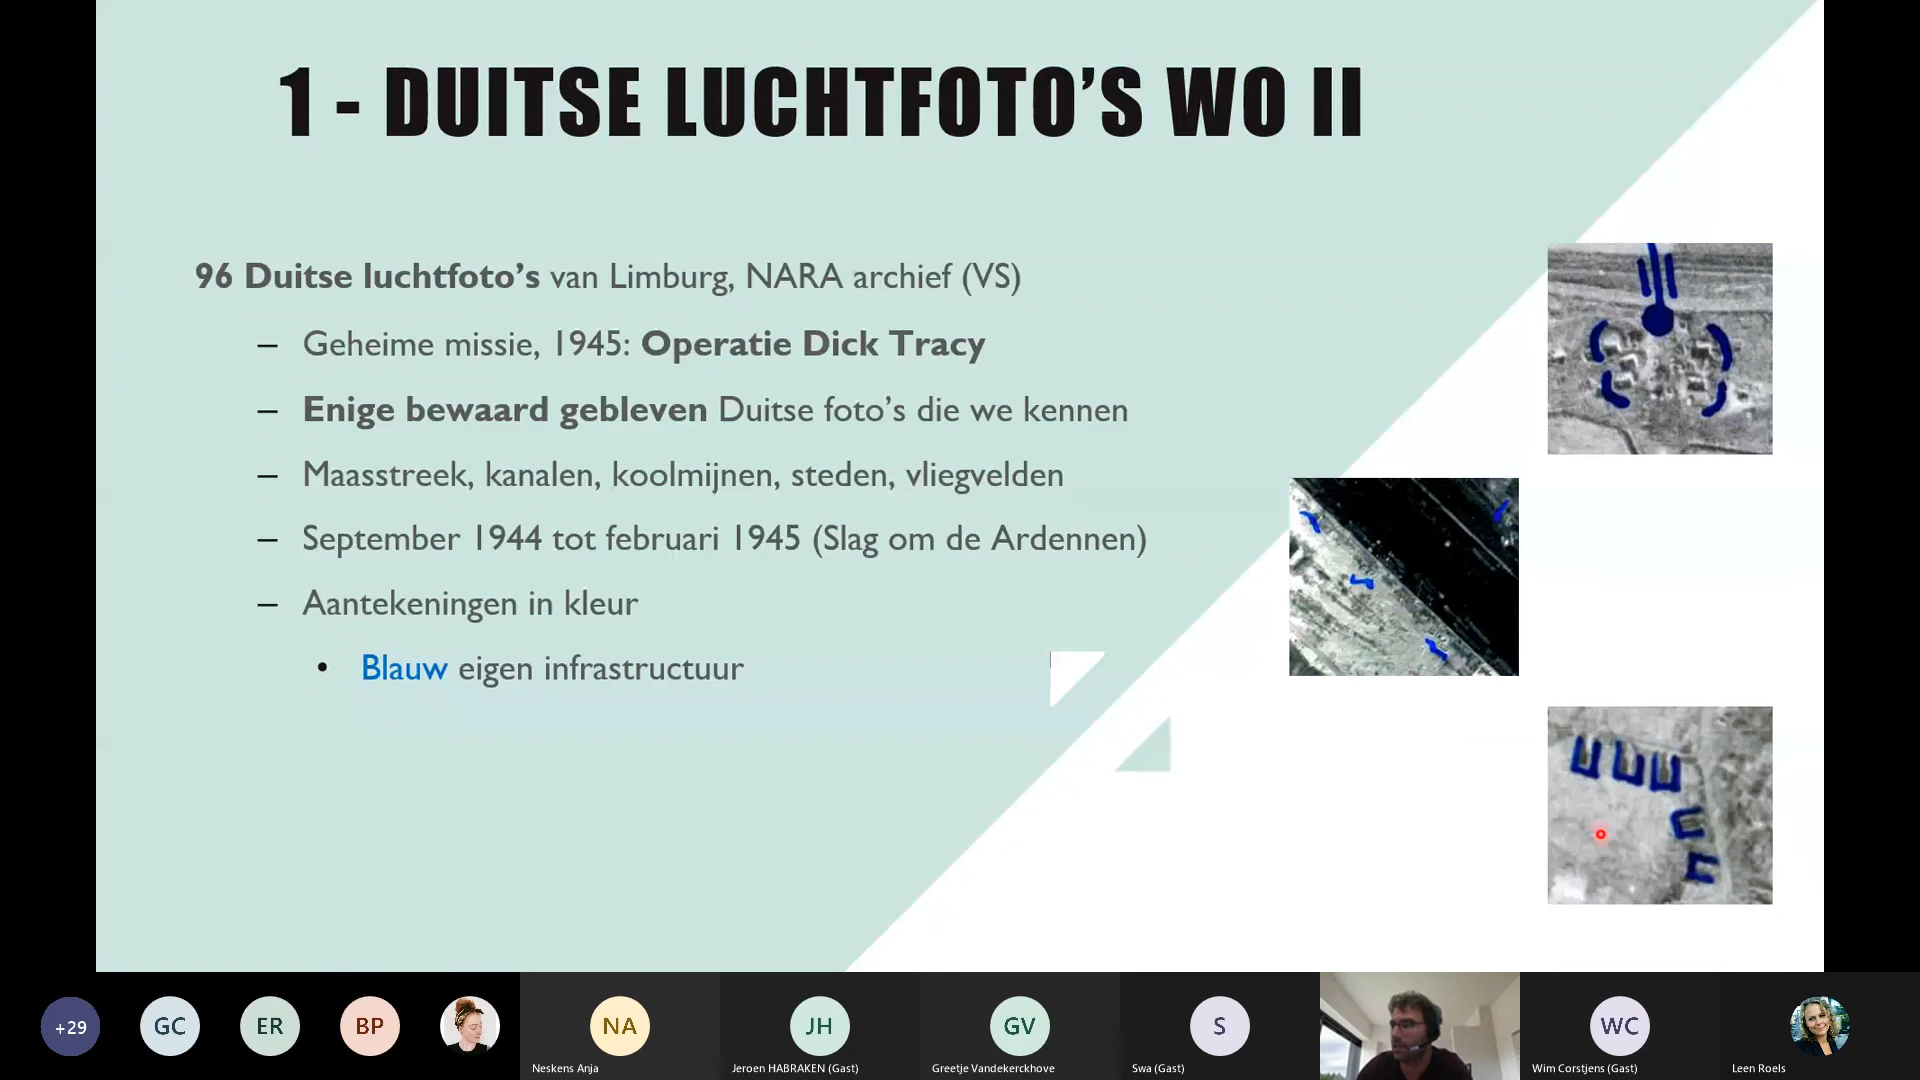 1 - DUITSE LUCHTFOTO’S WO II
96 Duitse luchtfoto’s van Limburg, NARA archief (VS)
– Geheime missie, 1945: Operatie Dick Tracy
– Enige bewaard gebleven Duitse foto’s die we kennen
– Maasstreek, kanalen, koolmijnen, steden, vliegvelden
– September 1944 tot februari 1945 (Slag om de Ardennen)
– Aantekeningen in kleur
• Blauw eigen infrastructuur
+29
GC
ER
BP
NA
JH
GV
S
WC
Neskens Anja
Jeroen HABRAKEN (Gast)
Greetje Vandekerckhove
Swa (Gast)
Wim Corstjens (Gast)
Leen Roels